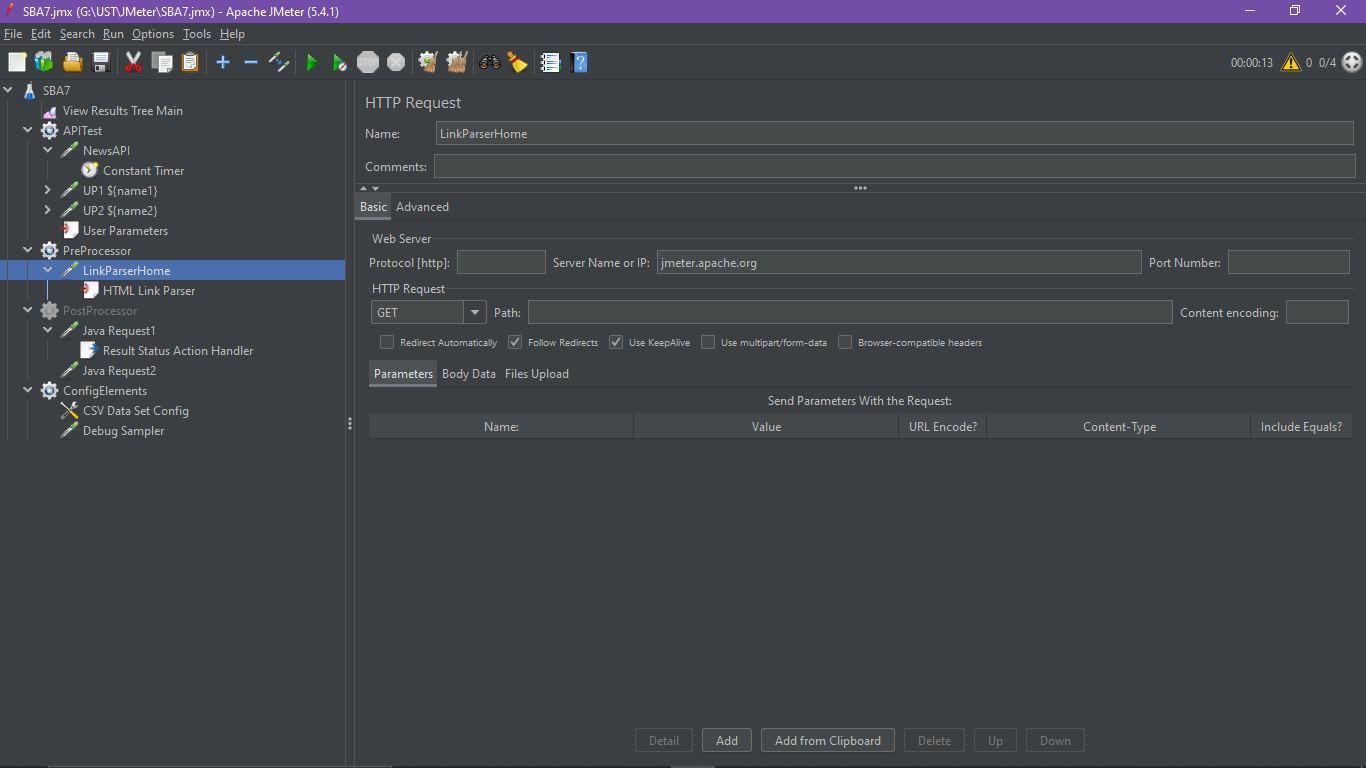 SBA7.jmx (G:\UST\JMeter\SBA7.jmx) - Apache JMeter (5.4.1)
File Edit Search Run Options Tools Help
STOP
00:00:13 0 0/4
SBA7
View Results Tree Main
APITest
NewsAPI
Constant Timer
UP1 ${name1}
UP2 ${name2}
User Parameters
PreProcessor
LinkParserHome
HTML Link Parser
PostProcessor
Java Request1
Result Status Action Handler
Java Request2
ConfigElements
CSV Data Set Config
Debug Sampler
HTTP Request
Name: LinkParserHome
Comments:
Basic Advanced
Web Server
Protocol [http]: Server Name or IP: jmeter.apache.org Port Number:
HTTP Request
GET Path: Content encoding:
Redirect Automatically Follow Redirects Use KeepAlive Use multipart/form-data Browser-compatible headers
Parameters Body Data Files Upload
Send Parameters With the Request:
Name: Value URL Encode? Content-Type Include Equals?
Detail Add Add from Clipboard Delete Up Down